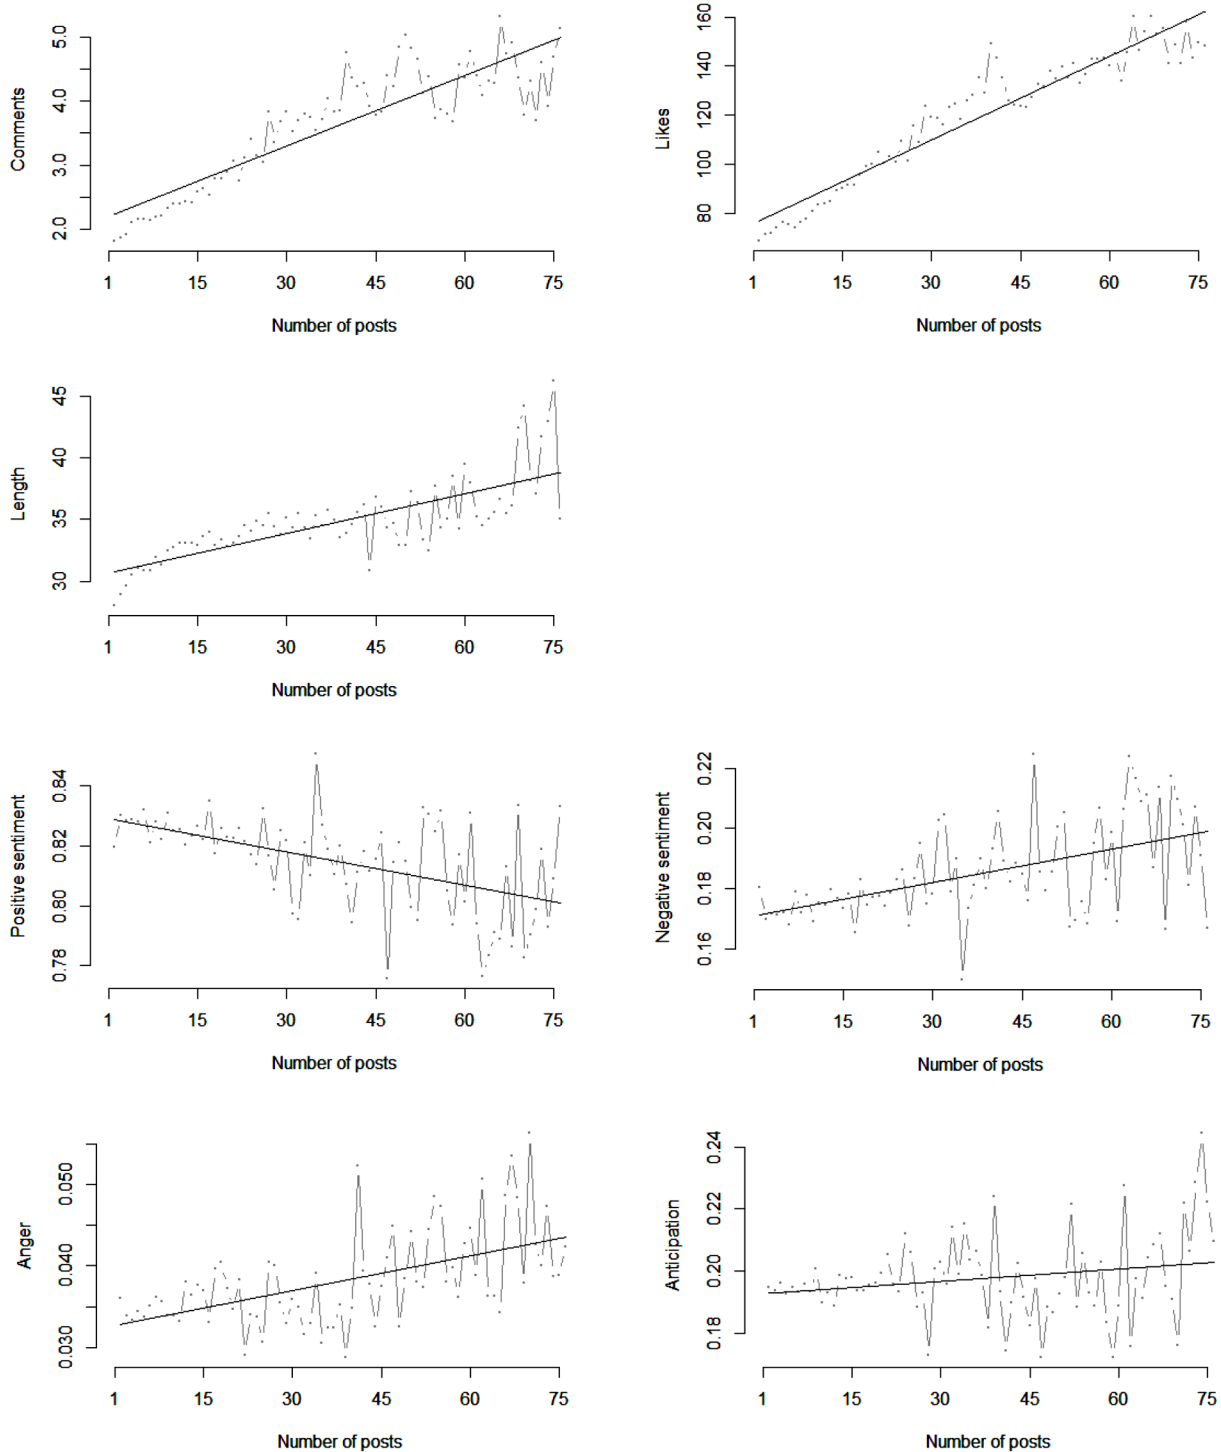 Comments
5.0
4.0
3.0
2.0
1 15 30 45 60 75
Number of posts
Likes
160
140
120
100
80
1 15 30 45 60 75
Number of posts
Length
45
40
35
30
1 15 30 45 60 75
Number of posts
Positive sentiment
0.84
0.82
0.80
0.78
1 15 30 45 60 75
Number of posts
Negative sentiment
0.22
0.20
0.18
0.16
1 15 30 45 60 75
Number of posts
Anger
0.050
0.040
0.030
1 15 30 45 60 75
Number of posts
Anticipation
0.24
0.22
0.20
0.18
1 15 30 45 60 75
Number of posts